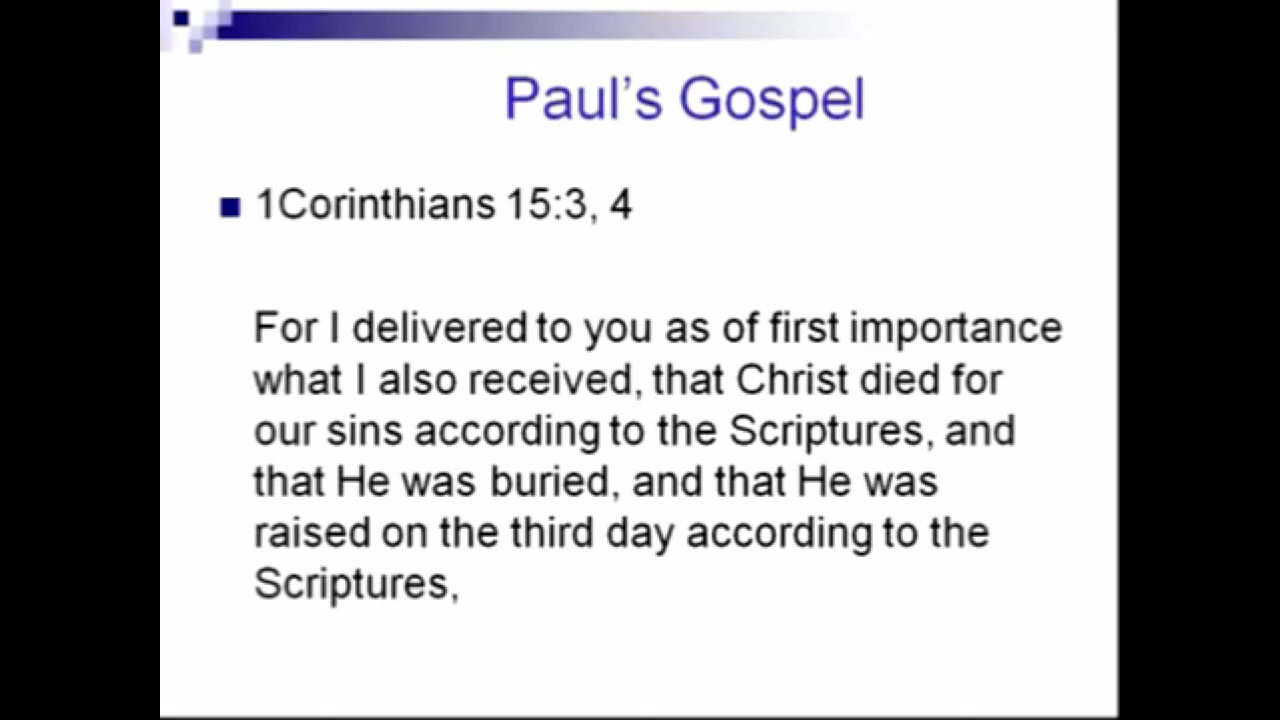 Paul's Gospel
1Corinthians 15:3, 4
For I delivered to you as of first importance
what I also received, that Christ died for
our sins according to the Scriptures, and
that He was buried, and that He was
raised on the third day according to the
Scriptures,